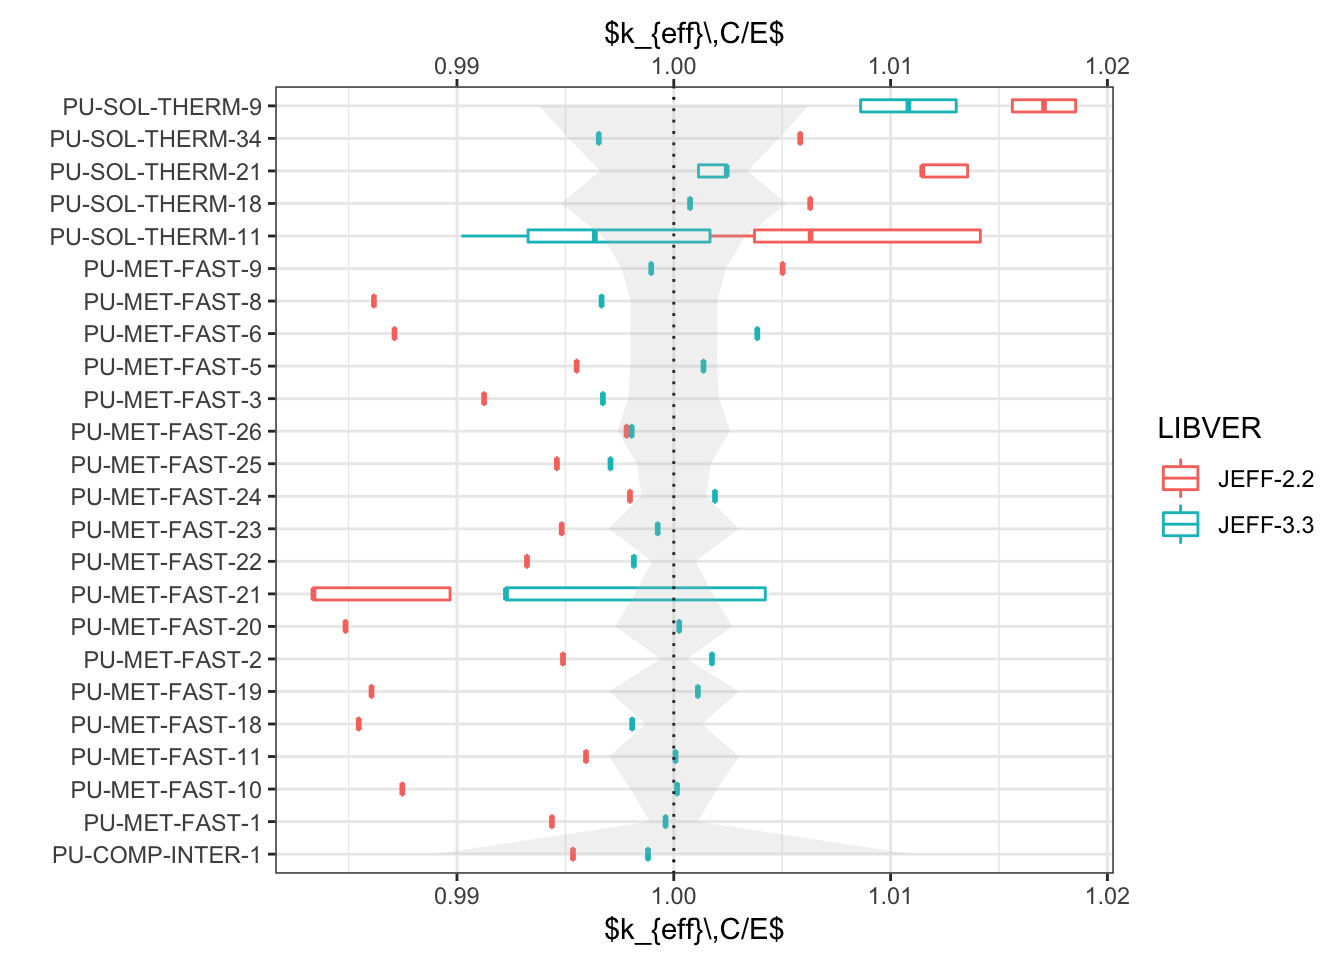 $k_{eff}\,C/E$
0.99 1.00 1.01 1.02
PU-SOL-THERM-9
PU-SOL-THERM-34
PU-SOL-THERM-21
PU-SOL-THERM-18
PU-SOL-THERM-11
PU-MET-FAST-9
PU-MET-FAST-8
PU-MET-FAST-6
PU-MET-FAST-5
PU-MET-FAST-3
PU-MET-FAST-26
PU-MET-FAST-25
PU-MET-FAST-24
PU-MET-FAST-23
PU-MET-FAST-22
PU-MET-FAST-21
PU-MET-FAST-20
PU-MET-FAST-2
PU-MET-FAST-19
PU-MET-FAST-18
PU-MET-FAST-11
PU-MET-FAST-10
PU-MET-FAST-1
PU-COMP-INTER-1
0.99 1.00 1.01 1.02
$k_{eff}\,C/E$
LIBVER
JEFF-2.2
JEFF-3.3